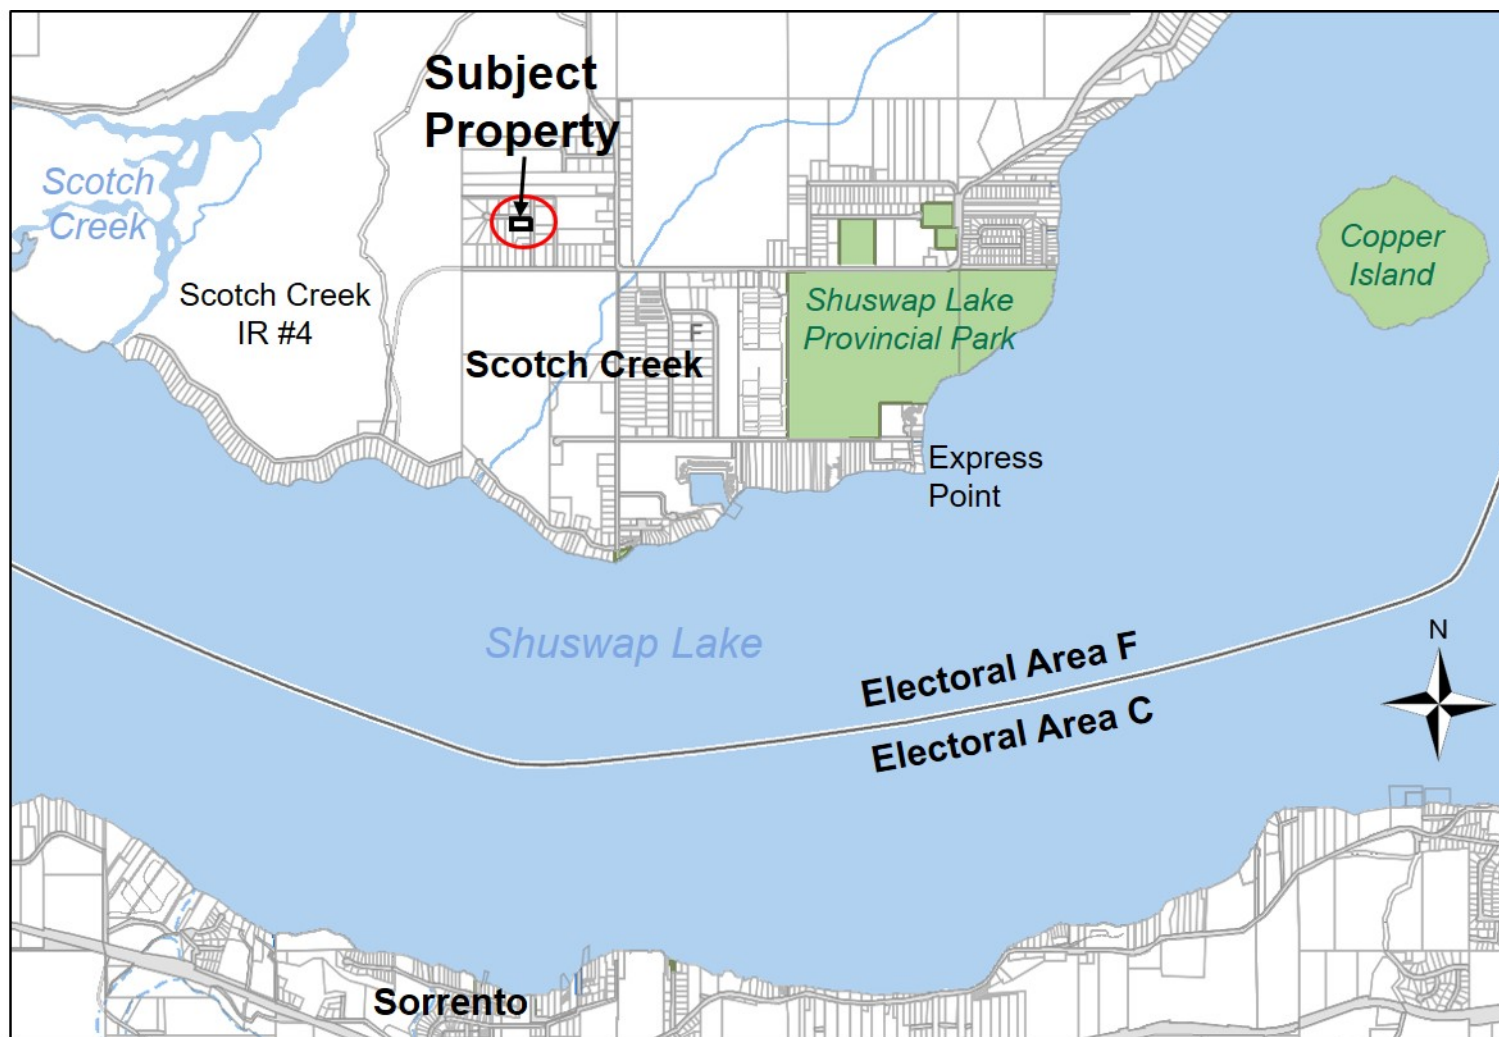 Subject
Property
Scotch
Creek
Copper
Island
Scotch Creek
IR #4
Shuswap Lake
Provincial Park
F
Scotch Creek
Express
Point
Shuswap Lake
Electoral Area F
Electoral Area C
N
Sorrento